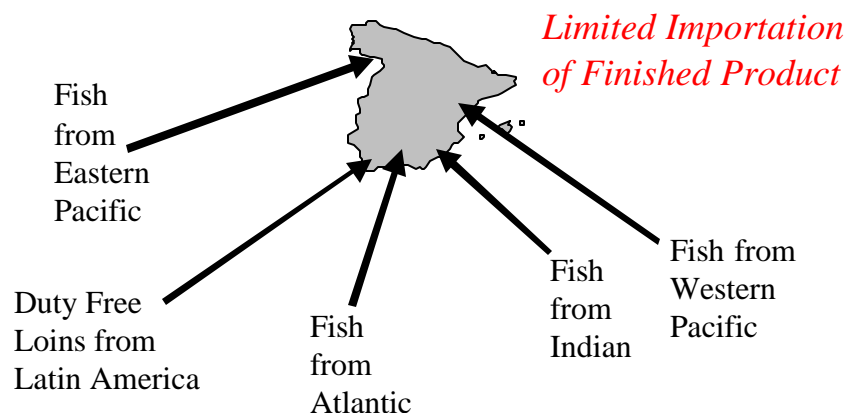 Limited Importation
of Finished Product
Fish
from
Eastern
Pacific
Duty Free
Loins from
Latin America
Fish
from
Atlantic
Fish
from
Indian
Fish from
Western
Pacific